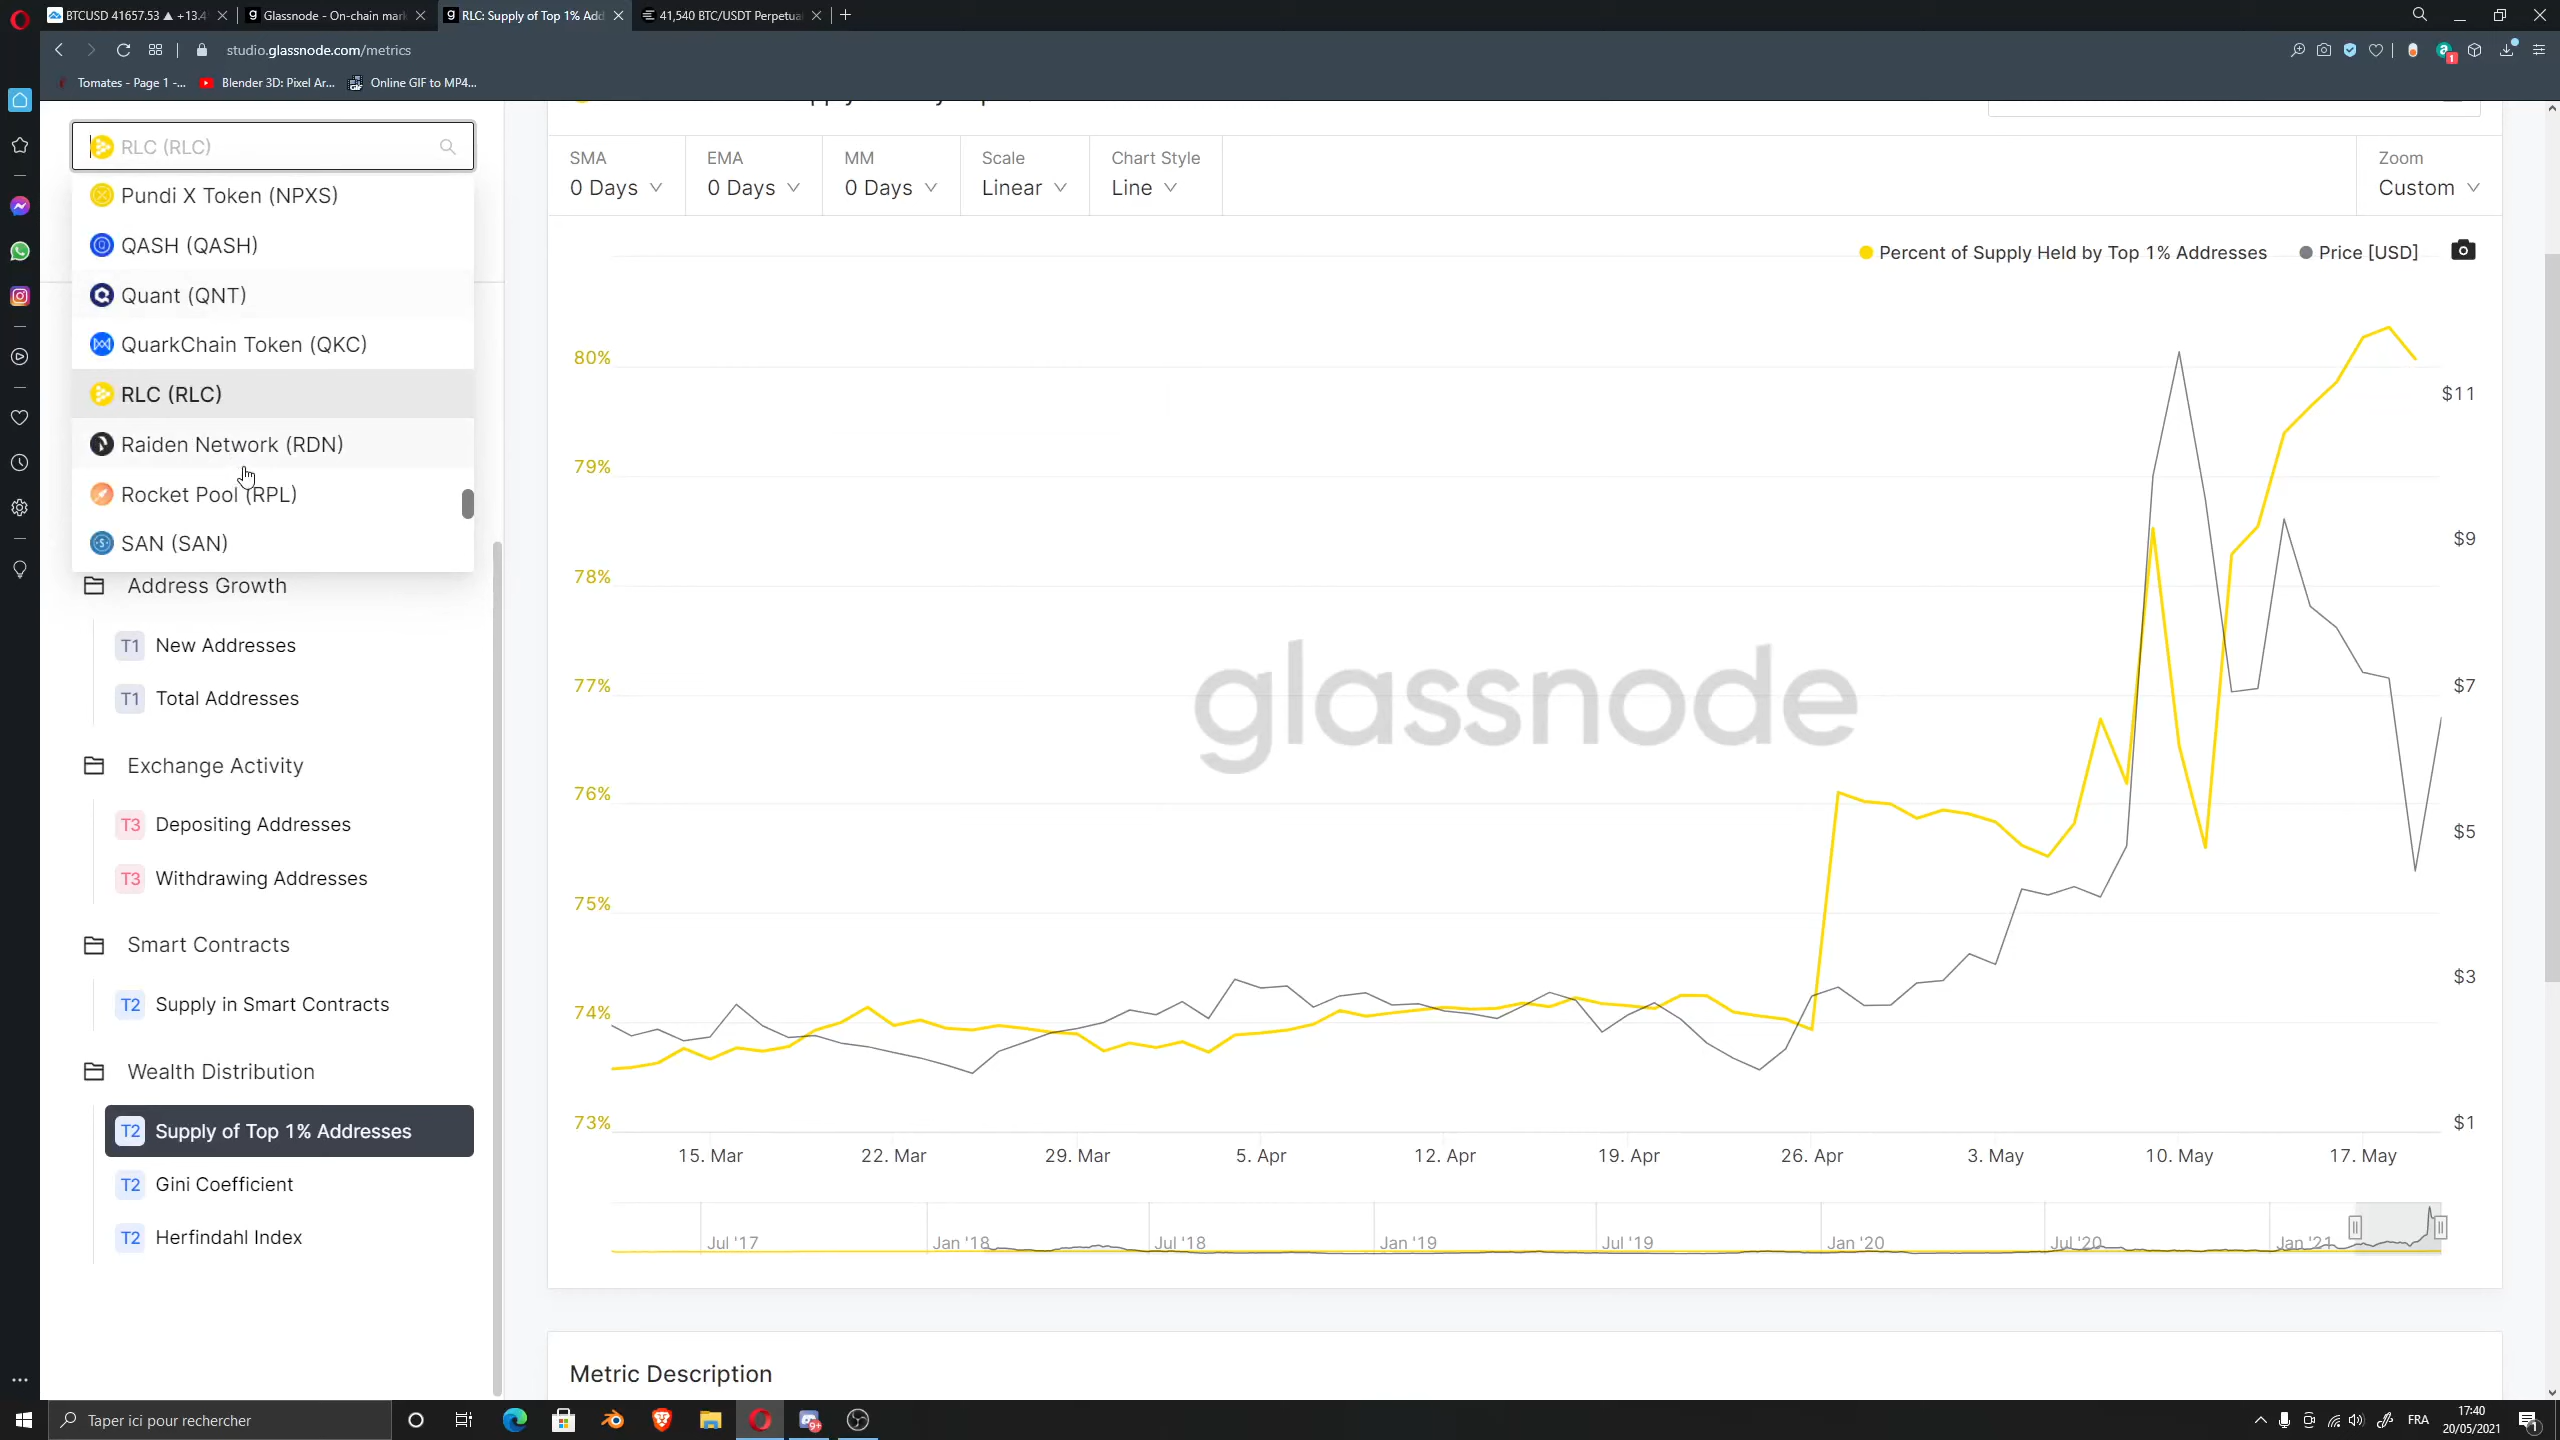 BTCUSD 41657.53 ▲ +13.4
Glassnode - On-chain mar
RLC: Supply of Top 1% Add
41,540 BTC/USDT Perpetua
studio.glassnode.com/metrics
Tomates - Page 1 -...
Blender 3D: Pixel Ar...
Online GIF to MP4...
RLC (RLC)
Pundi X Token (NPXS)
QASH (QASH)
Quant (QNT)
QuarkChain Token (QKC)
RLC (RLC)
Raiden Network (RDN)
Rocket Pool (RPL)
SAN (SAN)
Address Growth
T1 New Addresses
T1 Total Addresses
Exchange Activity
T3 Depositing Addresses
T3 Withdrawing Addresses
Smart Contracts
T2 Supply in Smart Contracts
Wealth Distribution
T2 Supply of Top 1% Addresses
T2 Gini Coefficient
T2 Herfindahl Index
SMA
0 Days
EMA
0 Days
MM
0 Days
Scale
Linear
Chart Style
Line
Zoom
Custom
Percent of Supply Held by Top 1% Addresses
Price [USD]
80%
79%
78%
77%
76%
75%
74%
73%
$11
$9
$7
$5
$3
$1
glassnode
15. Mar
22. Mar
29. Mar
5. Apr
12. Apr
19. Apr
26. Apr
3. May
10. May
17. May
Jul '17
Jan '18
Jul '18
Jan '19
Jul '19
Jan '20
Jul '20
Jan '21
Metric Description
Taper ici pour rechercher
FRA
17:40
20/05/2021